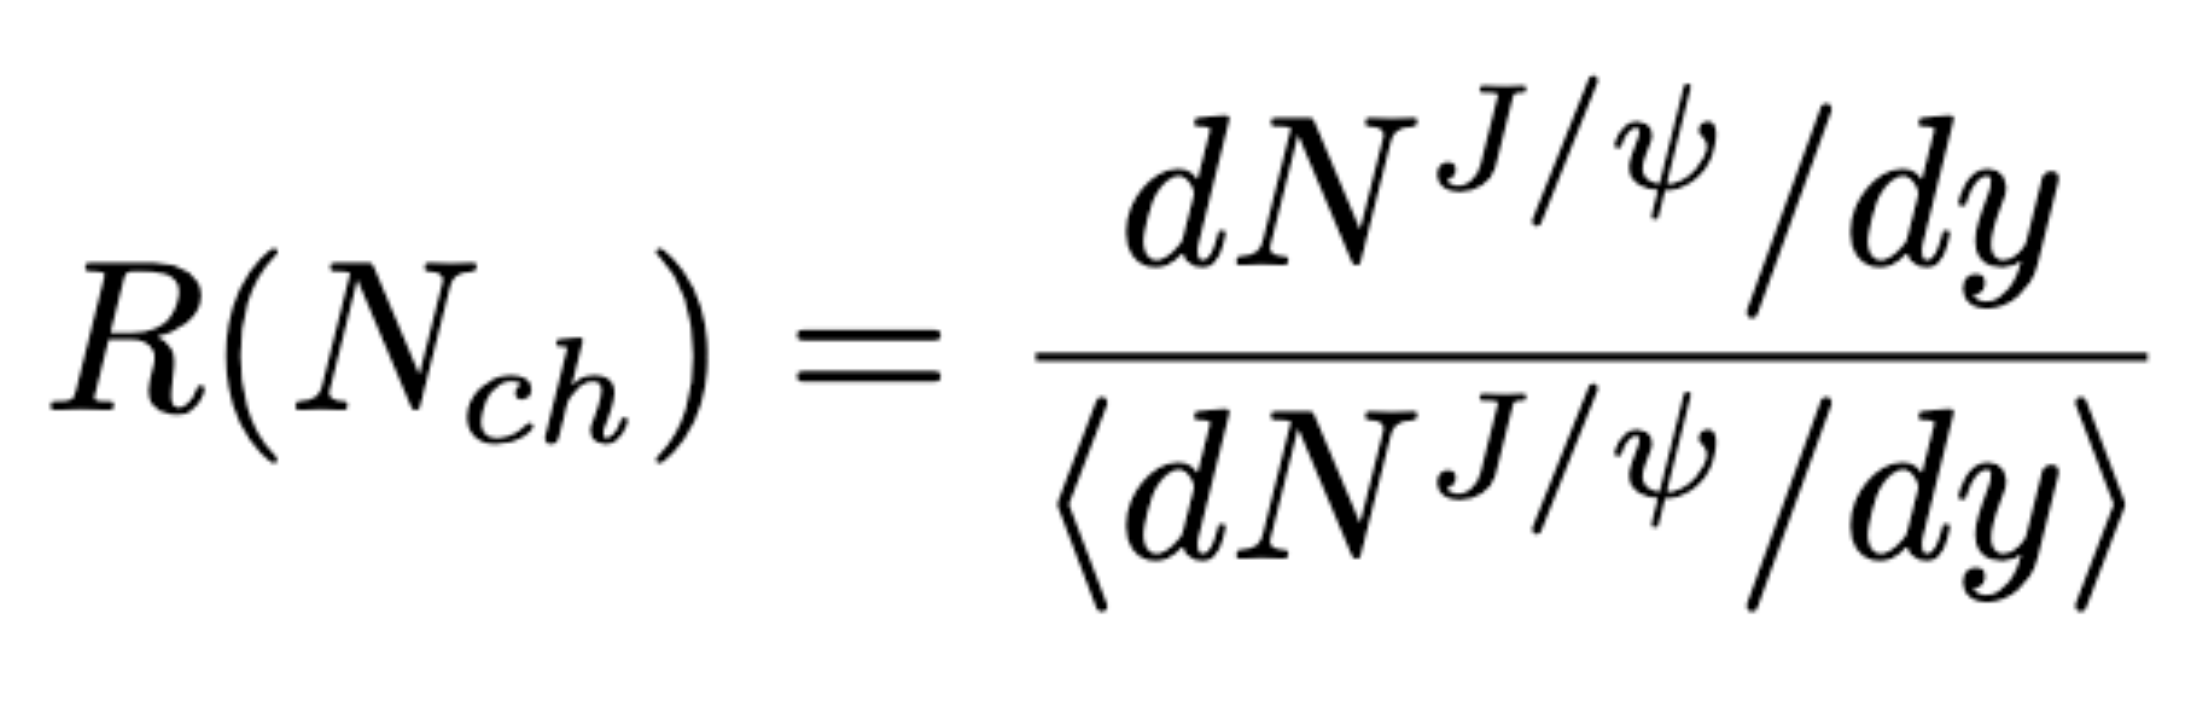 R(N_{ch}) = \frac{dN^{J/\psi}/dy}{\langle dN^{J/\psi}/dy \rangle}